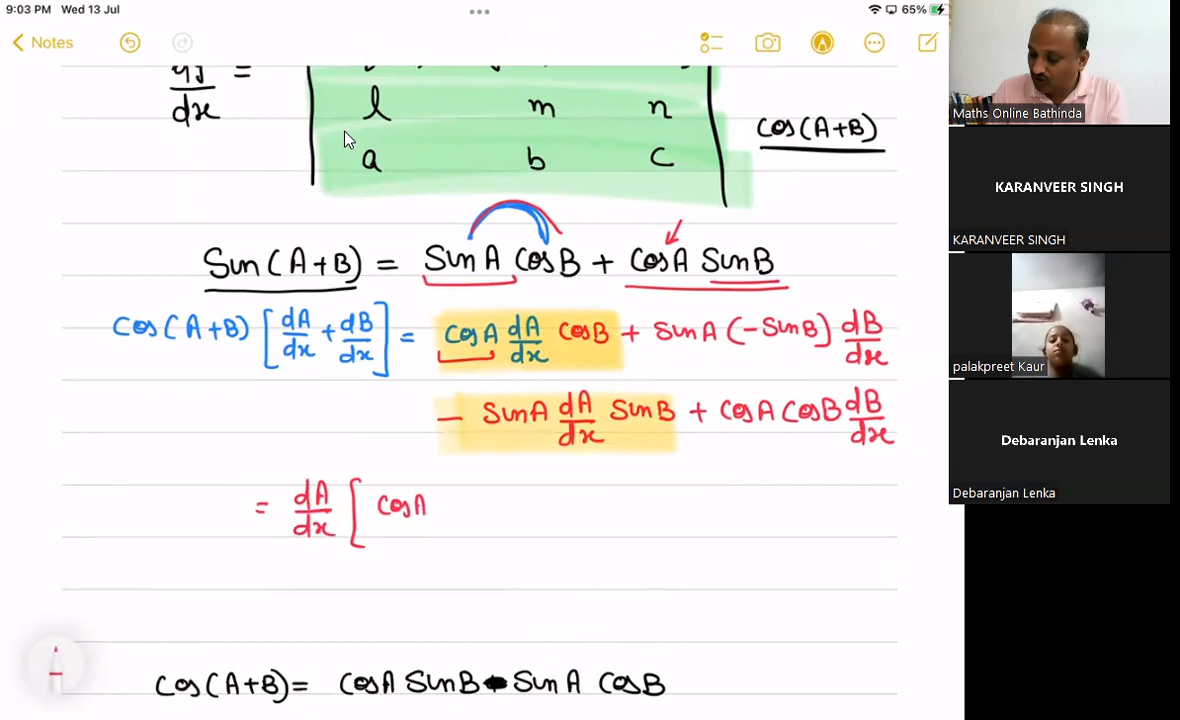 9:03 PM Wed 13 Jul
65%
Notes
dx =
l m n
a b c
cos(A+B)
Sin(A+B) = SinA CosB + CosA SinB
Cos(A+B) [dA/dx + dB/dx] = CosA dA/dx CosB + SinA (-SinB) dB/dx
- SinA dA/dx SinB + CosA CosB dB/dx
= dA/dx [ CosA
Cos(A+B) = CosA SinB - SinA CosB
Maths Online Bathinda
KARANVEER SINGH
KARANVEER SINGH
palakpreet Kaur
Debaranjan Lenka
Debaranjan Lenka